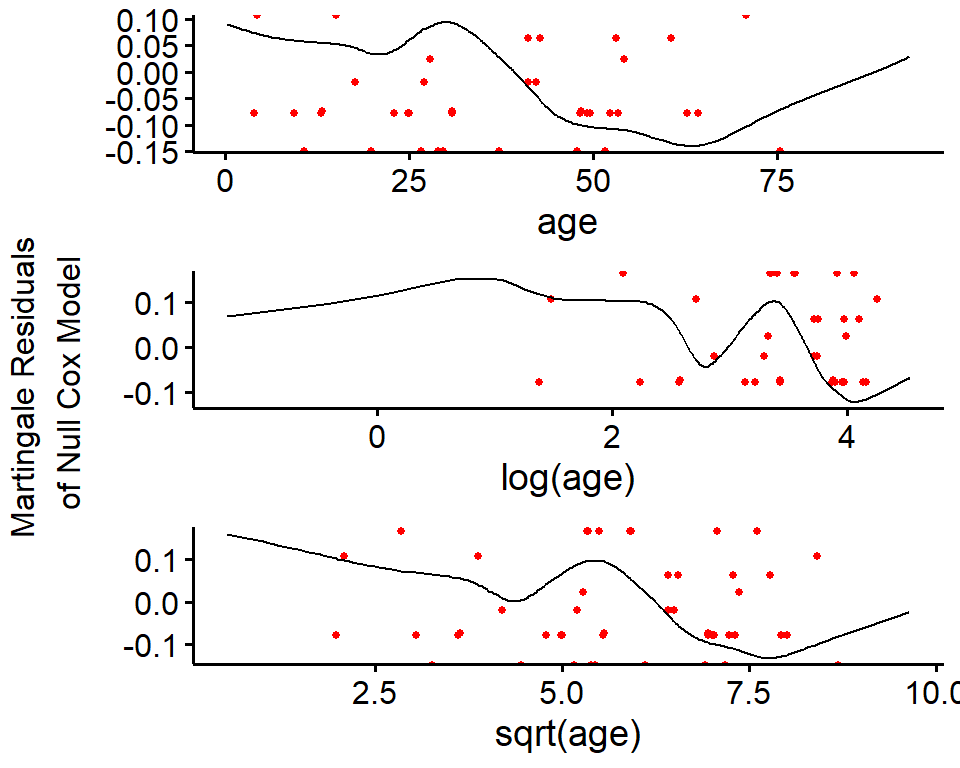 Martingale Residuals
of Null Cox Model
0.10
0.05
0.00
-0.05
-0.10
-0.15
0 25 50 75
age
0.1
0.0
-0.1
0 2 4
log(age)
0.1
0.0
-0.1
2.5 5.0 7.5 10.0
sqrt(age)